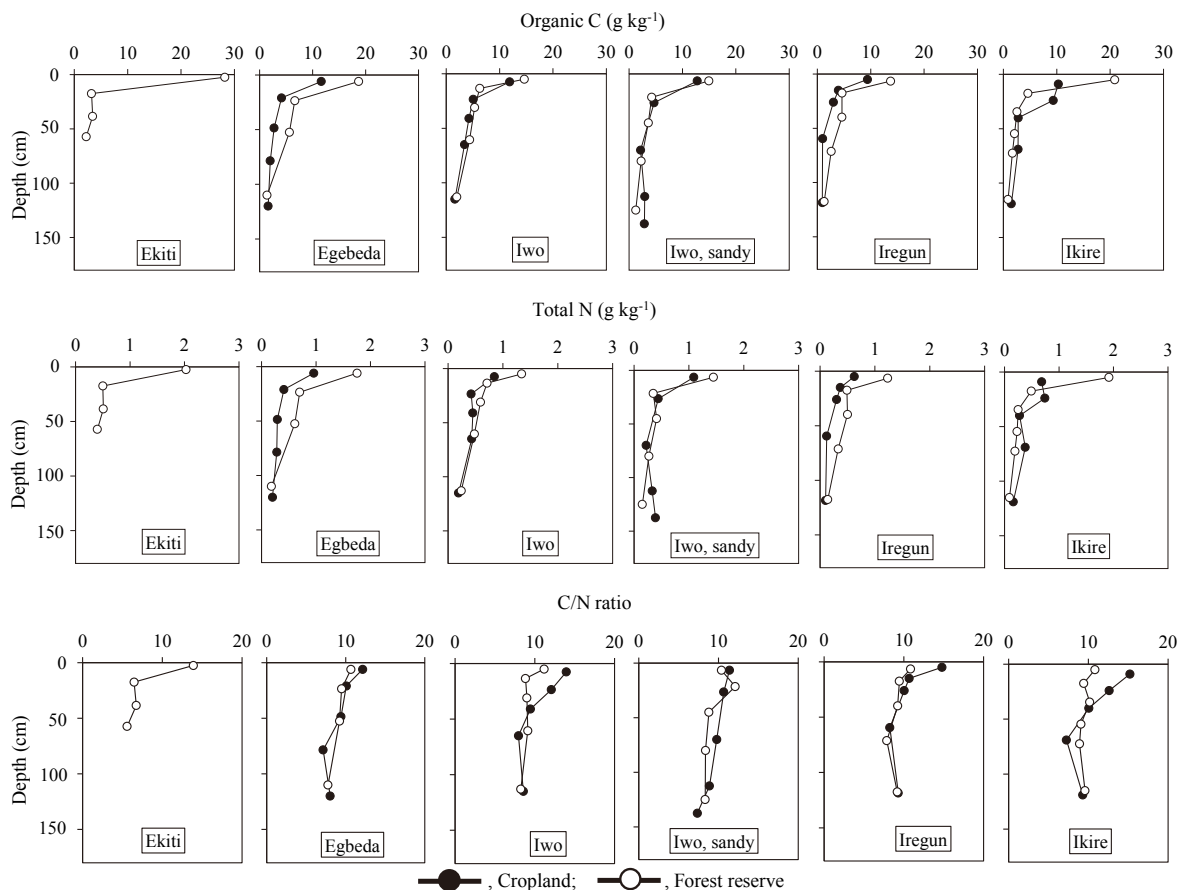 Organic C (g kg⁻¹)
0 10 20 30 0 10 20 30 0 10 20 30 0 10 20 30 0 10 20 30 0 10 20 30
Depth (cm)
0
50
100
150
Ekiti Egebeda Iwo Iwo, sandy Iregun Ikire
Total N (g kg⁻¹)
0 1 2 3 0 1 2 3 0 1 2 3 0 1 2 3 0 1 2 3 0 1 2 3
Depth (cm)
0
50
100
150
Ekiti Egbeda Iwo Iwo, sandy Iregun Ikire
C/N ratio
0 10 20 0 10 20 0 10 20 0 10 20 0 10 20 0 10 20
Depth (cm)
0
50
100
150
Ekiti Egbeda Iwo Iwo, sandy Iregun Ikire
, Cropland; , Forest reserve